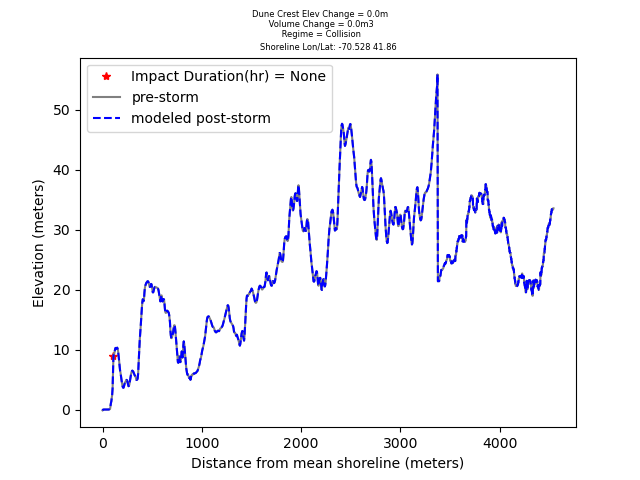 Dune Crest Elev Change = 0.0m
Volume Change = 0.0m3
Regime = Collision
Shoreline Lon/Lat: -70.528 41.86
Impact Duration(hr) = None
pre-storm
modeled post-storm
Elevation (meters)
50
40
30
20
10
0
0 1000 2000 3000 4000
Distance from mean shoreline (meters)